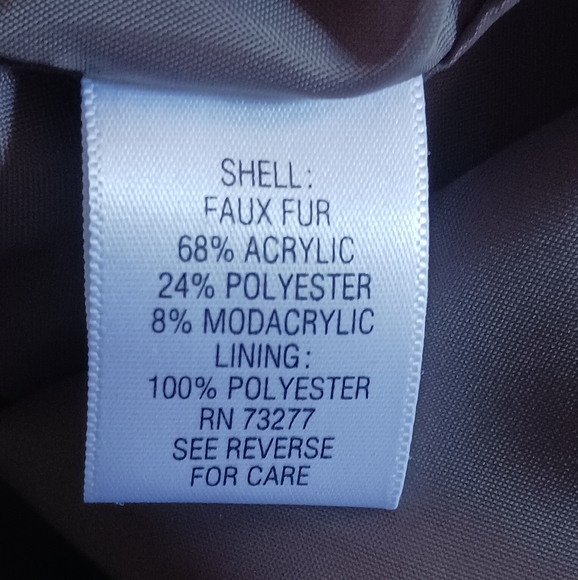 SHELL:
FAUX FUR
68% ACRYLIC
24% POLYESTER
8% MODACRYLIC
LINING:
100% POLYESTER
RN 73277
SEE REVERSE
FOR CARE